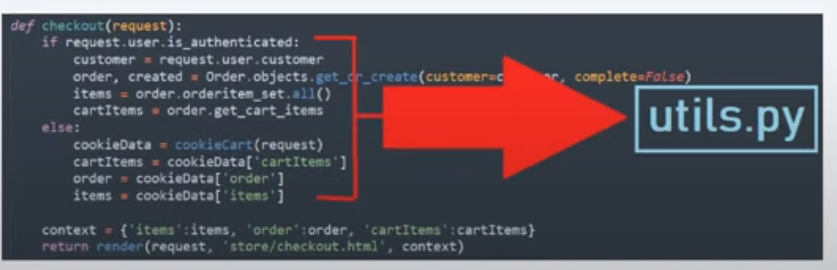 def checkout(request):
    if request.user.is_authenticated:
        customer = request.user.customer
        order, created = Order.objects.get_or_create(customer=c    er, complete=False)
        items = order.orderitem_set.all()
        cartItems = order.get_cart_items
    else:
        cookieData = cookieCart(request)
        cartItems = cookieData['cartItems']
        order = cookieData['order']
        items = cookieData['items']
    context = {'items':items, 'order':order, 'cartItems':cartItems}
    return render(request, 'store/checkout.html', context)
utils.py